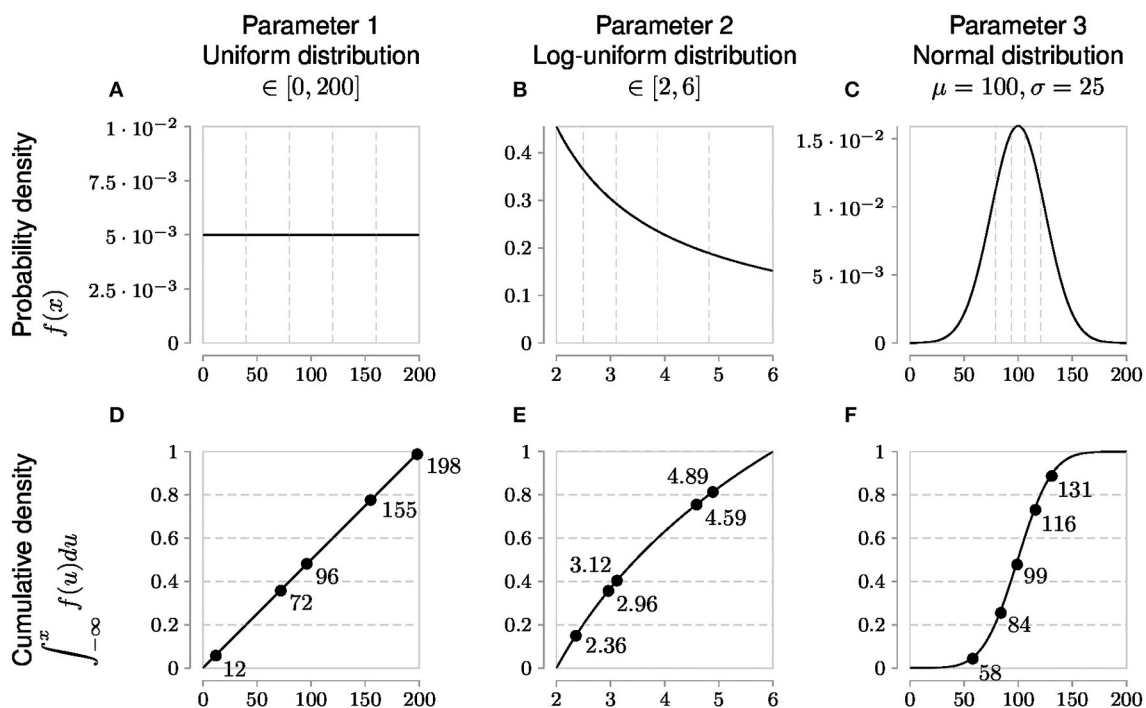 Parameter 1
Uniform distribution
∈ [0, 200]
Parameter 2
Log-uniform distribution
∈ [2, 6]
Parameter 3
Normal distribution
μ = 100, σ = 25
A
B
C
Probability density
f(x)
1 · 10⁻²
7.5 · 10⁻³
5 · 10⁻³
2.5 · 10⁻³
0
0 50 100 150 200
0.4
0.3
0.2
0.1
0
2 3 4 5 6
1.5 · 10⁻²
1 · 10⁻²
5 · 10⁻³
0
0 50 100 150 200
D
E
F
Cumulative density
∫₋∞ˣ f(u)du
1
0.8
0.6
0.4
0.2
0
198
155
96
72
12
0 50 100 150 200
1
0.8
0.6
0.4
0.2
0
4.89
4.59
3.12
2.96
2.36
2 3 4 5 6
1
0.8
0.6
0.4
0.2
0
131
116
99
84
58
0 50 100 150 200